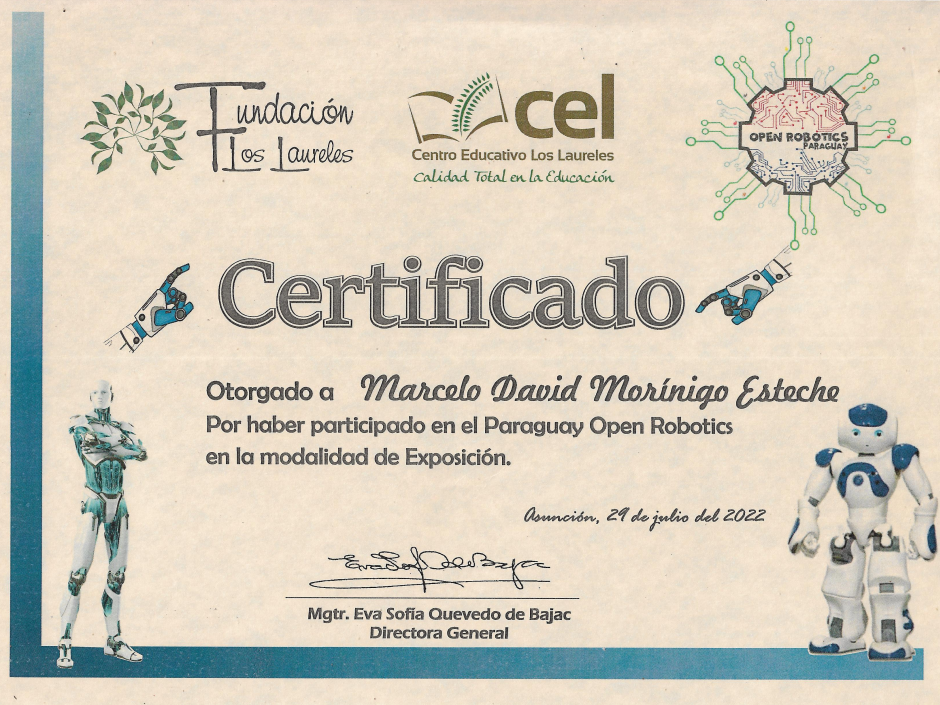 Fundación
Los Laureles
cel
Centro Educativo Los Laureles
Calidad Total en la Educación
OPEN ROBOTICS
PARAGUAY
Certificado
Otorgado a Marcelo David Morínigo Esteche
Por haber participado en el Paraguay Open Robotics
en la modalidad de Exposición.
Asunción, 29 de julio del 2022
Mgtr. Eva Sofía Quevedo de Bajac
Directora General